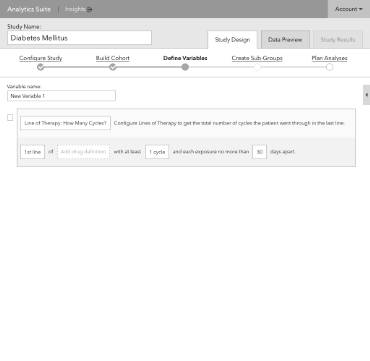 Analytics Suite | Insights
Account
Study Name:
Diabetes Mellitus
Study Design
Data Preview
Study Results
Configure Study
Build Cohort
Define Variables
Create Sub-Groups
Plan Analyses
Variable name:
New Variable 1
Line of Therapy: How Many Cycles? Configure Lines of Therapy to get the total number of cycles the patient went through in the last line.
1st line of Add drug definition with at least 1 cycle and each exposure no more than 30 days apart.